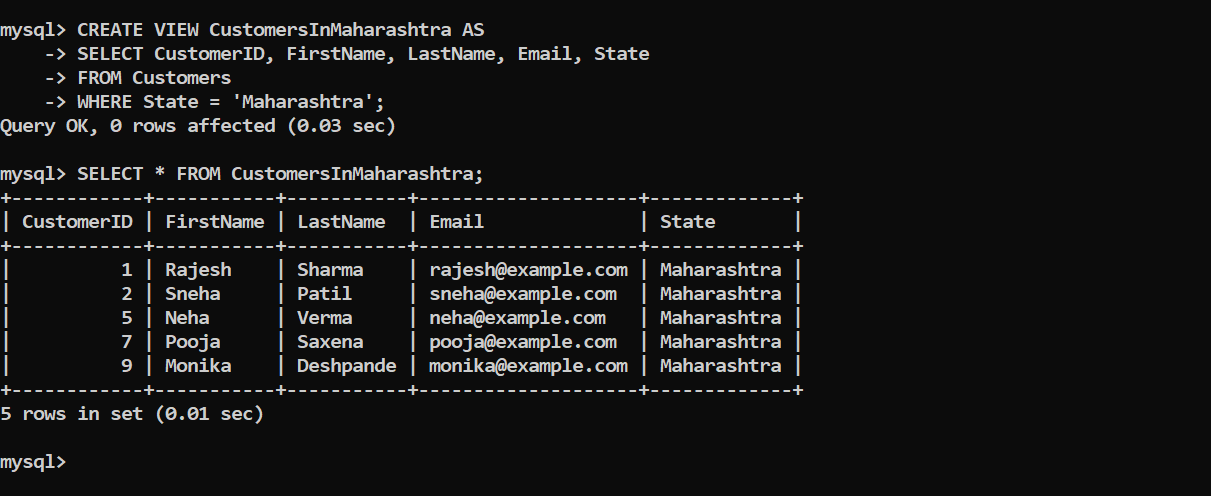 mysql> CREATE VIEW CustomersInMaharashtra AS
    -> SELECT CustomerID, FirstName, LastName, Email, State
    -> FROM Customers
    -> WHERE State = 'Maharashtra';
Query OK, 0 rows affected (0.03 sec)

mysql> SELECT * FROM CustomersInMaharashtra;
+------------+-----------+-----------+--------------------+-------------+
| CustomerID | FirstName | LastName  | Email              | State       |
+------------+-----------+-----------+--------------------+-------------+
|          1 | Rajesh    | Sharma    | rajesh@example.com | Maharashtra |
|          2 | Sneha     | Patil     | sneha@example.com  | Maharashtra |
|          5 | Neha      | Verma     | neha@example.com   | Maharashtra |
|          7 | Pooja     | Saxena    | pooja@example.com  | Maharashtra |
|          9 | Monika    | Deshpande | monika@example.com | Maharashtra |
+------------+-----------+-----------+--------------------+-------------+
5 rows in set (0.01 sec)

mysql>